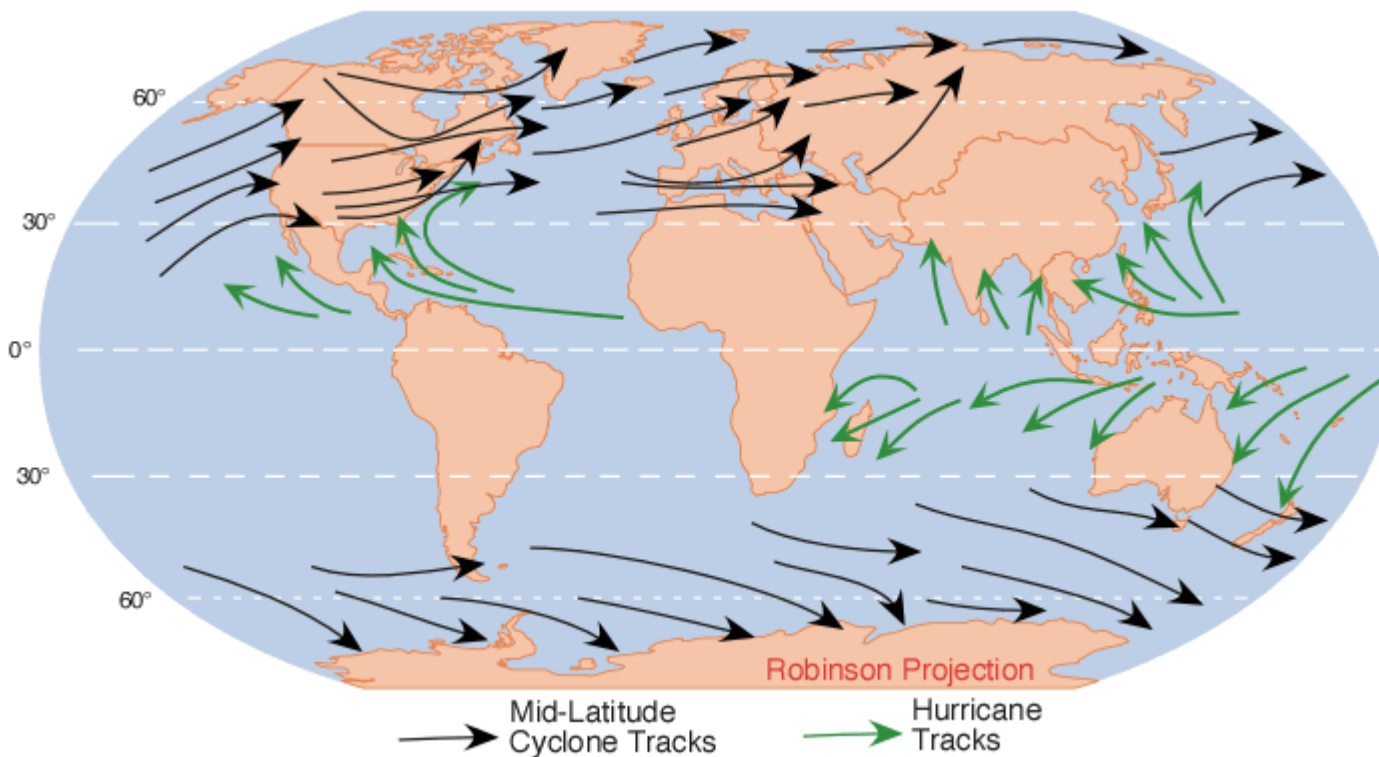 60°
30°
0°
30°
60°
Robinson Projection
Mid-Latitude
Cyclone Tracks
Hurricane
Tracks